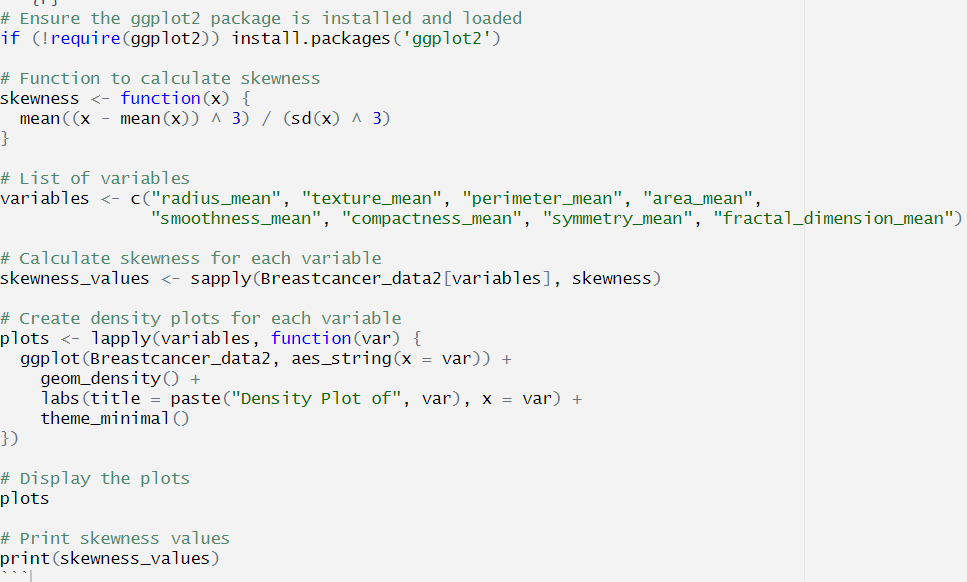 # Ensure the ggplot2 package is installed and loaded
if (!require(ggplot2)) install.packages('ggplot2')

# Function to calculate skewness
skewness <- function(x) {
  mean((x - mean(x)) ^ 3) / (sd(x) ^ 3)
}

# List of variables
variables <- c("radius_mean", "texture_mean", "perimeter_mean", "area_mean",
               "smoothness_mean", "compactness_mean", "symmetry_mean", "fractal_dimension_mean")

# Calculate skewness for each variable
skewness_values <- sapply(Breastcancer_data2[variables], skewness)

# Create density plots for each variable
plots <- lapply(variables, function(var) {
  ggplot(Breastcancer_data2, aes_string(x = var)) +
    geom_density() +
    labs(title = paste("Density Plot of", var), x = var) +
    theme_minimal()
})

# Display the plots
plots

# Print skewness values
print(skewness_values)
```